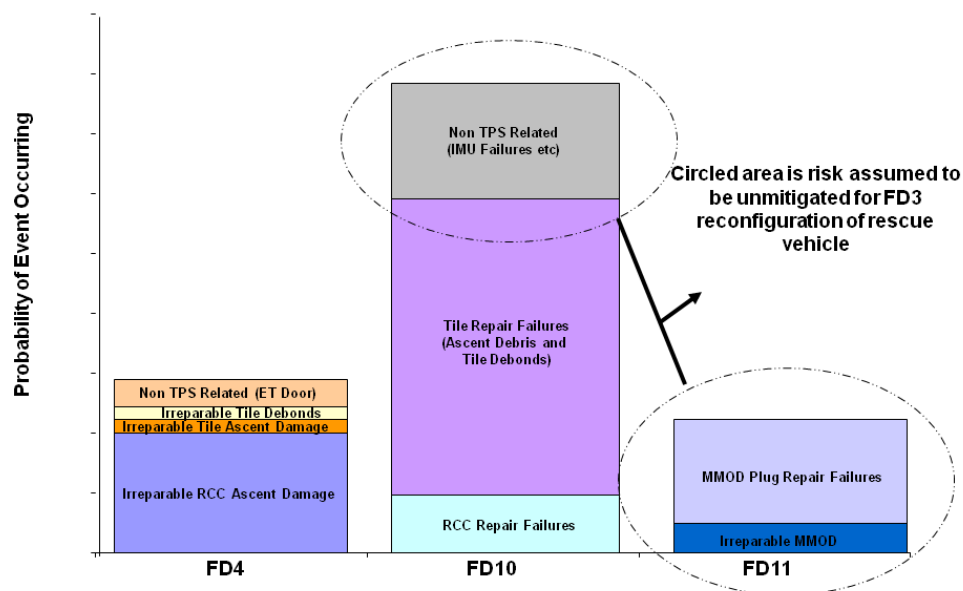 Probability of Event Occurring
Non TPS Related (ET Door)
Irreparable Tile Debonds
Irreparable Tile Ascent Damage
Irreparable RCC Ascent Damage
Non TPS Related
(IMU Failures etc)
Tile Repair Failures
(Ascent Debris and
Tile Debonds)
RCC Repair Failures
Circled area is risk assumed to
be unmitigated for FD3
reconfiguration of rescue
vehicle
MMOD Plug Repair Failures
Irreparable MMOD
FD4
FD10
FD11